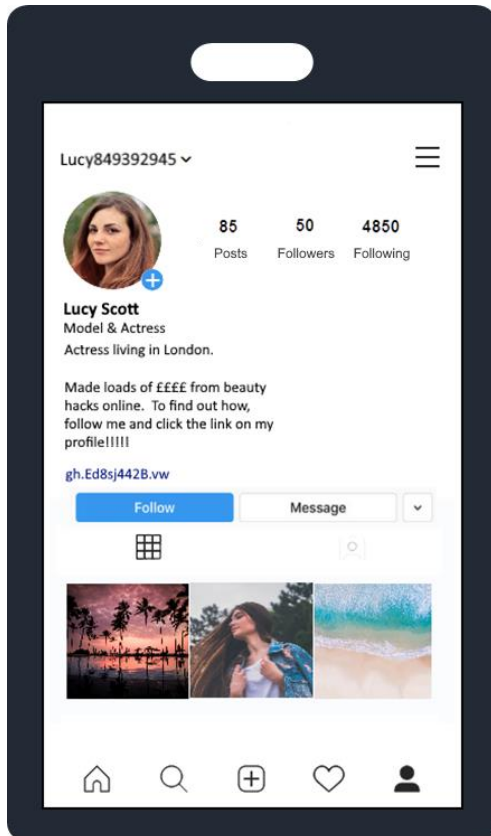 Lucy849392945
85 50 4850
Posts Followers Following
Lucy Scott
Model & Actress
Actress living in London.
Made loads of ££££ from beauty
hacks online. To find out how,
follow me and click the link on my
profile!!!!!
gh.Ed8sj442B.vw
Follow Message